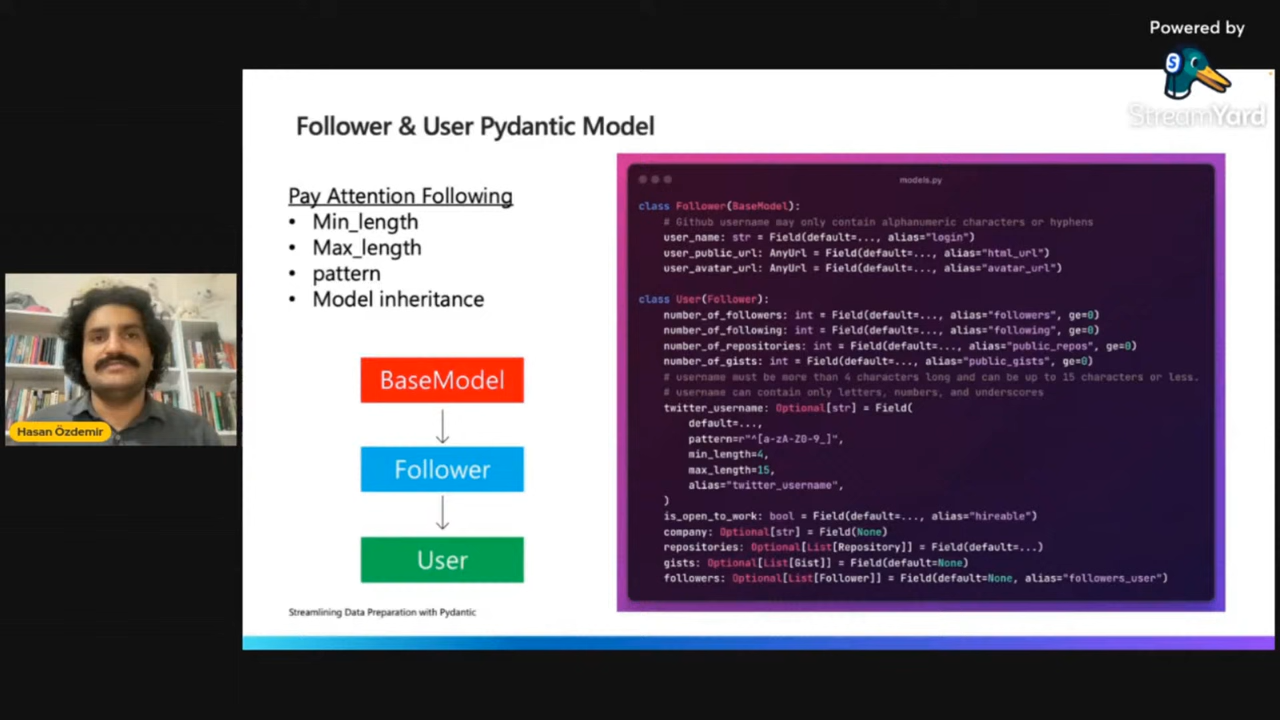 Powered by
StreamYard
Follower & User Pydantic Model
Pay Attention Following
• Min_length
• Max_length
• pattern
• Model inheritance
BaseModel
Follower
User
Streamlining Data Preparation with Pydantic
Hasan Özdemir
models.py
class Follower(BaseModel):
# Github username may only contain alphanumeric characters or hyphens
user_name: str = Field(default=..., alias="login")
user_public_url: AnyUrl = Field(default=..., alias="html_url")
user_avatar_url: AnyUrl = Field(default=..., alias="avatar_url")
class User(Follower):
number_of_followers: int = Field(default=..., alias="followers", ge=0)
number_of_following: int = Field(default=..., alias="following", ge=0)
number_of_repositories: int = Field(default=..., alias="public_repos", ge=0)
number_of_gists: int = Field(default=..., alias="public_gists", ge=0)
# username must be more than 4 characters long and can be up to 15 characters or less.
# username can contain only letters, numbers, and underscores
twitter_username: Optional[str] = Field(
default=...,
pattern=r"^[a-zA-Z0-9_]",
min_length=4,
max_length=15,
alias="twitter_username",
)
is_open_to_work: bool = Field(default=..., alias="hireable")
company: Optional[str] = Field(None)
repositories: Optional[List[Repository]] = Field(default=...)
gists: Optional[List[Gist]] = Field(default=None)
followers: Optional[List[Follower]] = Field(default=None, alias="followers_user")